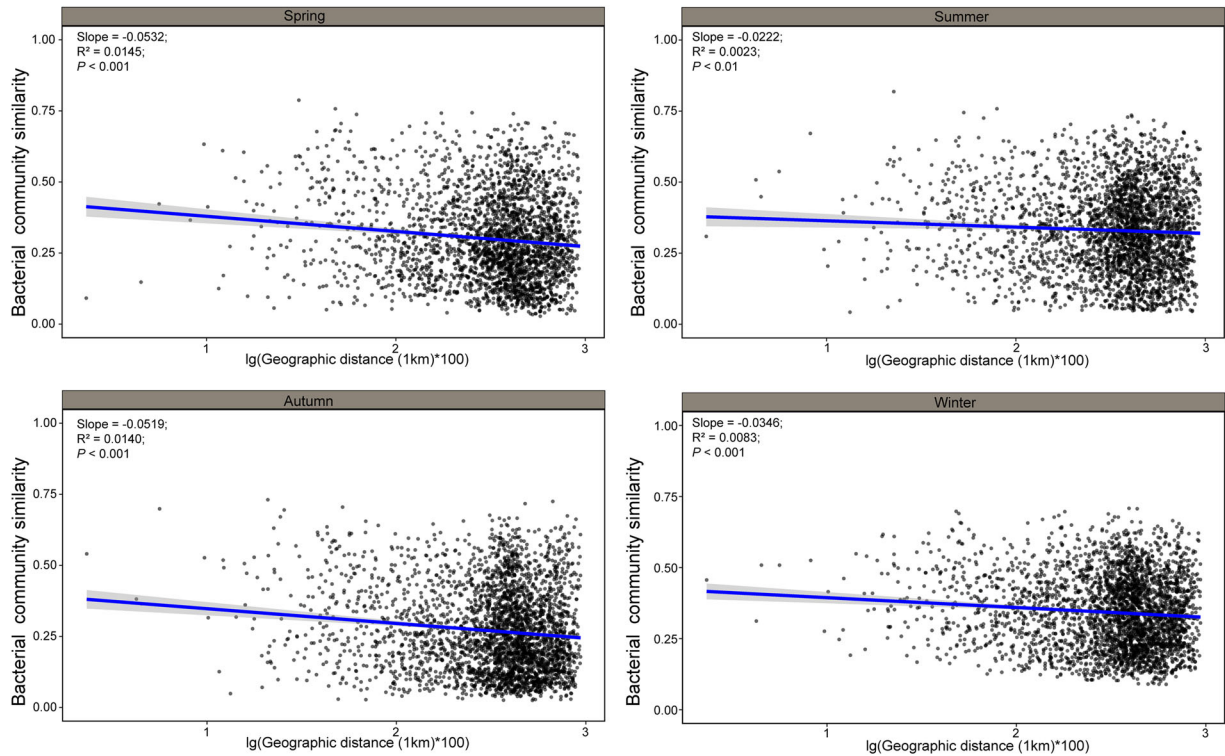 Spring
Slope = -0.0532;
R² = 0.0145;
P < 0.001
Bacterial community similarity
1.00
0.75
0.50
0.25
0.00
1 2 3
lg(Geographic distance (1km)*100)
Summer
Slope = -0.0222;
R² = 0.0023;
P < 0.01
Bacterial community similarity
1.00
0.75
0.50
0.25
0.00
1 2 3
lg(Geographic distance (1km)*100)
Autumn
Slope = -0.0519;
R² = 0.0140;
P < 0.001
Bacterial community similarity
1.00
0.75
0.50
0.25
0.00
1 2 3
lg(Geographic distance (1km)*100)
Winter
Slope = -0.0346;
R² = 0.0083;
P < 0.001
Bacterial community similarity
1.00
0.75
0.50
0.25
0.00
1 2 3
lg(Geographic distance (1km)*100)